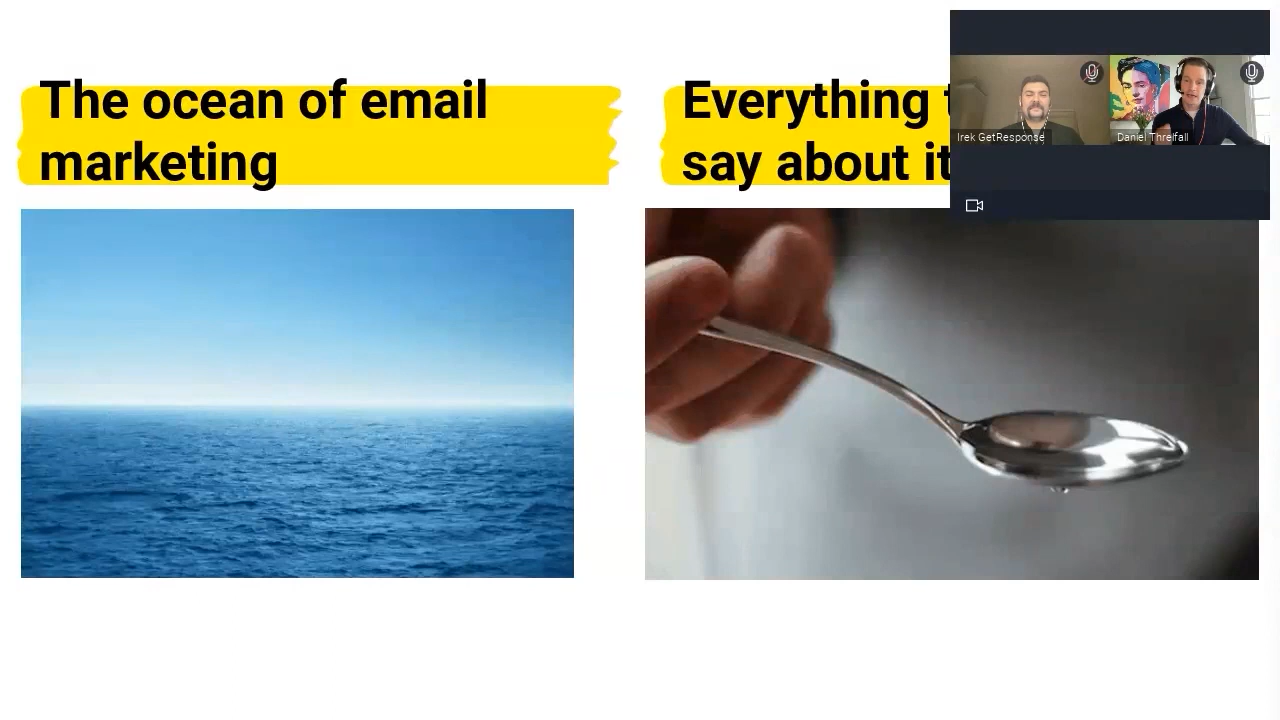 The ocean of email
marketing
Everything
say about it
Irek GetResponse
Daniel Threlfall